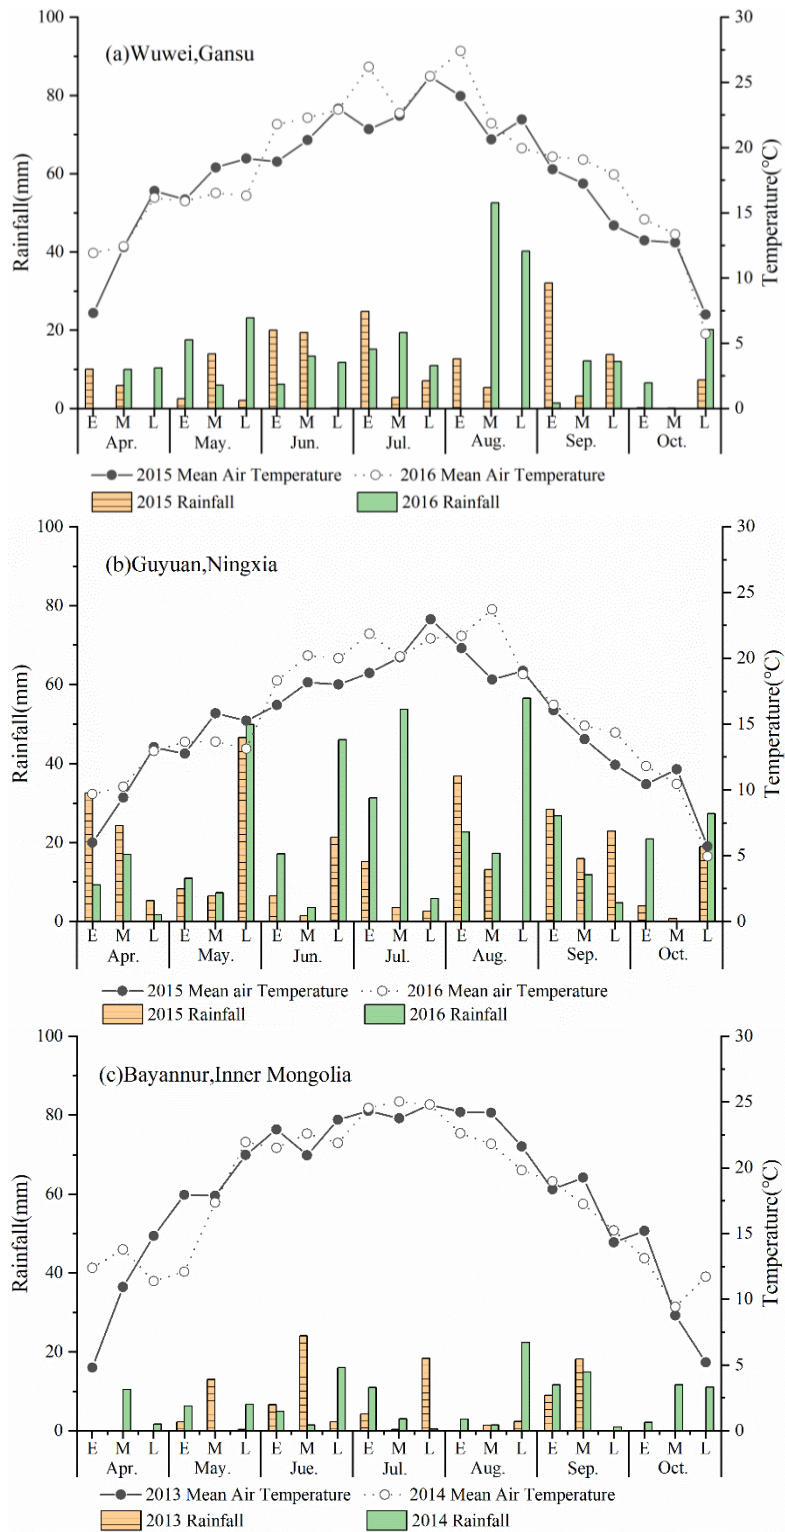 100 30
(a)Wuwei,Gansu
80 25
20
60
15
40
10
20
5
0 0
Rainfall(mm)
Temperature(°C)
E M L E M L E M L E M L E M L E M L E M L
Apr. May. Jun. Jul. Aug. Sep. Oct.
2015 Mean Air Temperature 2016 Mean Air Temperature
2015 Rainfall 2016 Rainfall
100 30
(b)Guyuan,Ningxia
25
80
20
60
15
40
10
20
5
0 0
Rainfall(mm)
Temperature(°C)
E M L E M L E M L E M L E M L E M L E M L
Apr. May. Jun. Jul. Aug. Sep. Oct.
2015 Mean air Temperature 2016 Mean air Temperature
2015 Rainfall 2016 Rainfall
100 30
(c)Bayannur,Inner Mongolia
25
80
20
60
15
40
10
20
5
0 0
Rainfall(mm)
Temperature(°C)
E M L E M L E M L E M L E M L E M L E M L
Apr. May. Jue. Jul. Aug. Sep. Oct.
2013 Mean Air Temperature 2014 Mean Air Temperature
2013 Rainfall 2014 Rainfall